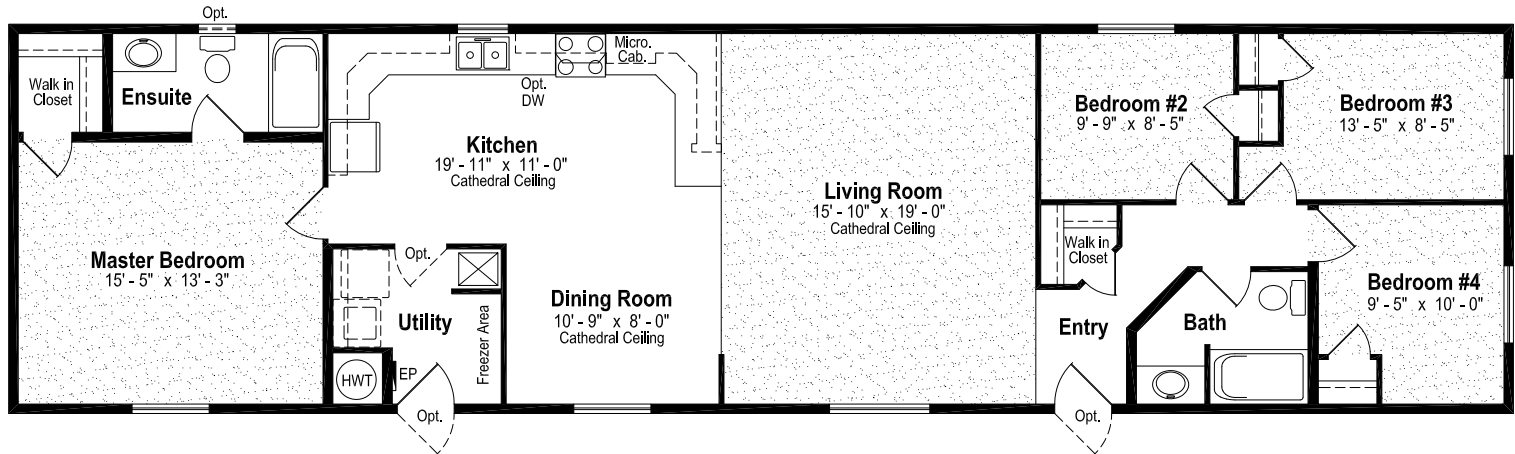 Opt.
Walk in
Closet
Ensuite
Micro.
Cab.
Opt.
DW
Kitchen
19' - 11" x 11' - 0"
Cathedral Ceiling
Master Bedroom
15' - 5" x 13' - 3"
Opt.
Utility
Freezer Area
HWT
EP
Opt.
Dining Room
10' - 9" x 8' - 0"
Cathedral Ceiling
Living Room
15' - 10" x 19' - 0"
Cathedral Ceiling
Bedroom #2
9' - 9" x 8' - 5"
Bedroom #3
13' - 5" x 8' - 5"
Walk in
Closet
Entry
Opt.
Bath
Bedroom #4
9' - 5" x 10' - 0"